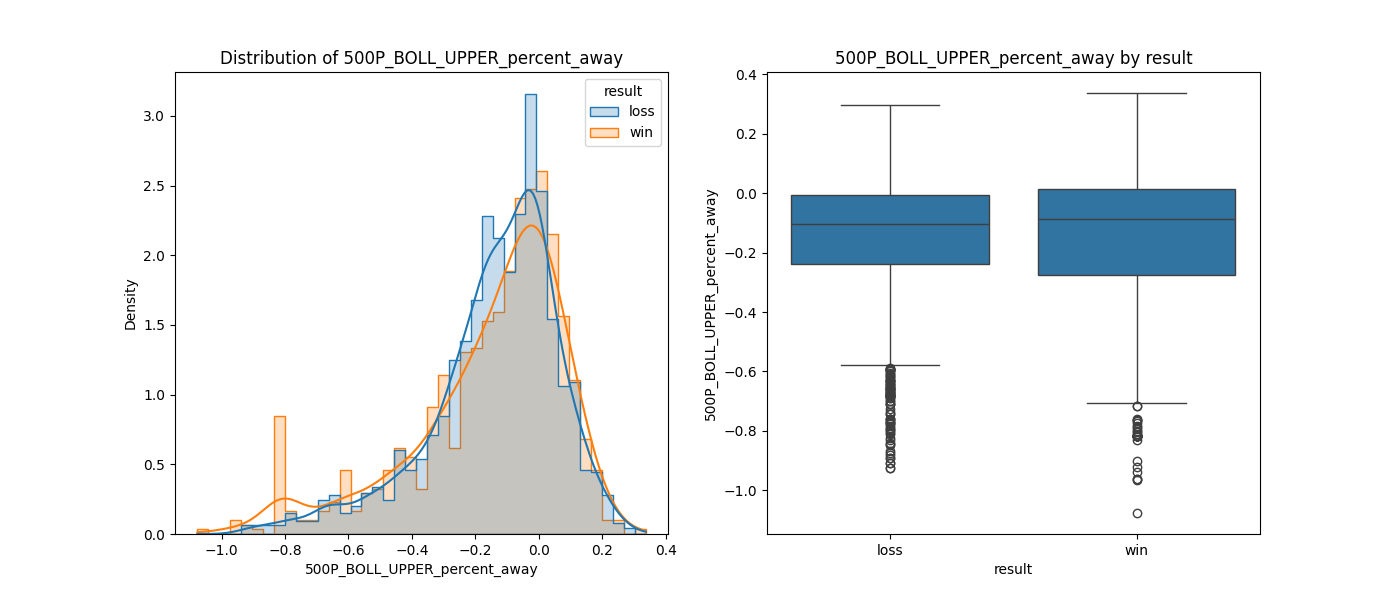 Distribution of 500P_BOLL_UPPER_percent_away
result
loss
win
Density
3.0
2.5
2.0
1.5
1.0
0.5
0.0
−1.0 −0.8 −0.6 −0.4 −0.2 0.0 0.2 0.4
500P_BOLL_UPPER_percent_away
500P_BOLL_UPPER_percent_away by result
500P_BOLL_UPPER_percent_away
0.4
0.2
0.0
−0.2
−0.4
−0.6
−0.8
−1.0
loss win
result